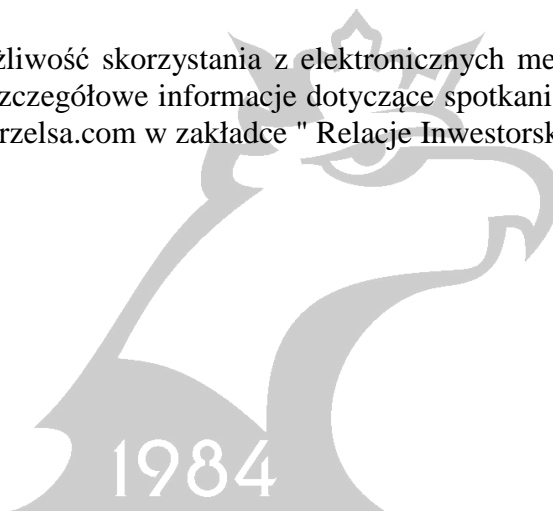 żliwość skorzystania z elektronicznych me
zczegółowe informacje dotyczące spotkani
rzelsa.com w zakładce " Relacje Inwestorsk
1984